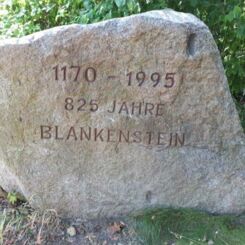 1170 - 1995
825 JAHRE
BLANKENSTEIN